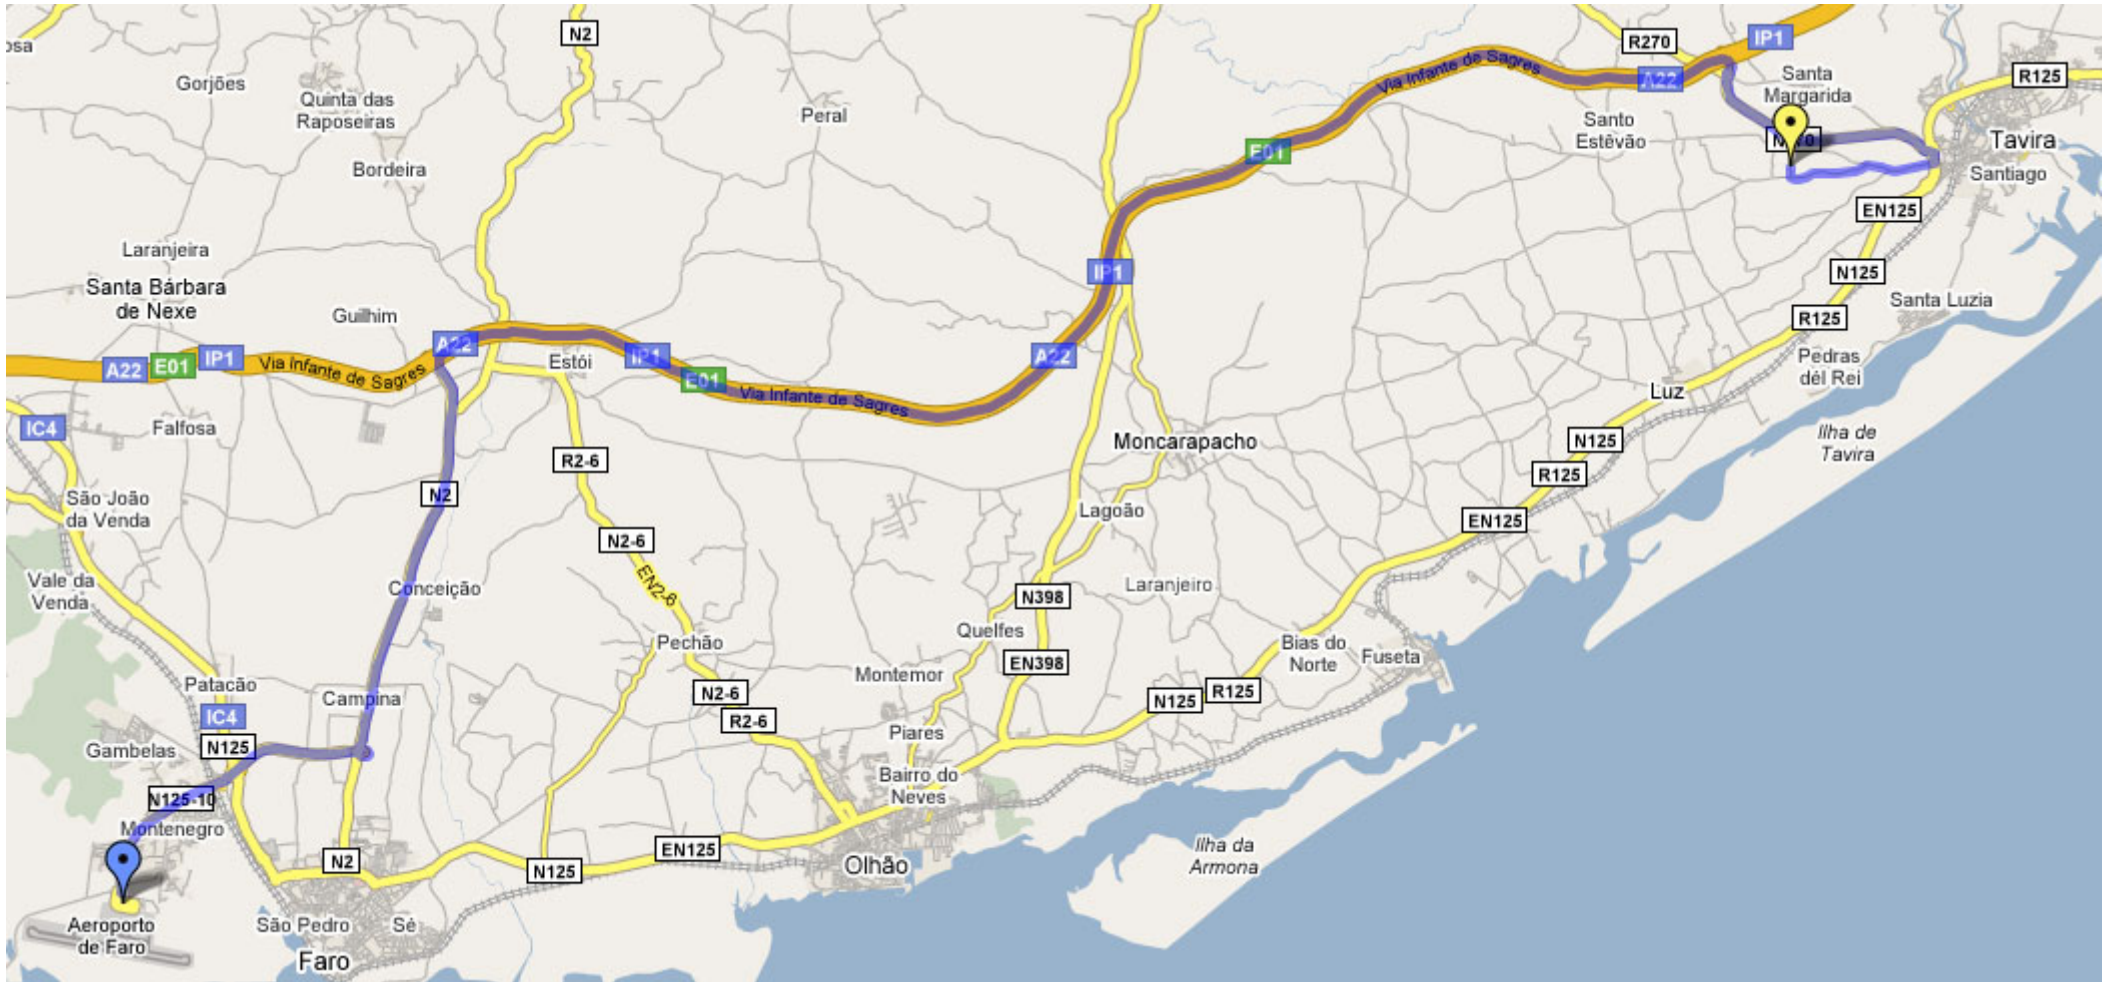 N2
R270
IP1
osa
Gorjões
Quinta das
Raposeiras
Peral
Via Infante de Sagres
A22
Santa
Margarida
R125
Santo
Estêvão
Tavira
E01
Bordeira
Santiago
EN125
Laranjeira
IP1
N125
Santa Bárbara
de Nexe
Guilhim
Santa Luzia
R125
A22
E01
IP1
Via Infante de Sagres
A22
Estói
IP1
E01
Via Infante de Sagres
A22
Pedras
del Rei
Luz
IC4
Falfosa
Moncarapacho
N125
Ilha de
Tavira
R2-6
R125
N2
São João
da Venda
Lagoão
EN125
N2-6
EN2-6
Vale da
Venda
Conceição
Laranjeiro
N398
Quelfes
Pechão
EN398
Bias do
Norte
Fuseta
Montemor
Patacão
Campina
N2-6
R2-6
N125
R125
IC4
N125
Gambelas
Piares
Bairro do
Neves
N125-10
Montenegro
N2
EN125
N125
Olhão
Ilha da
Armona
Aeroporto
de Faro
São Pedro
Sé
Faro